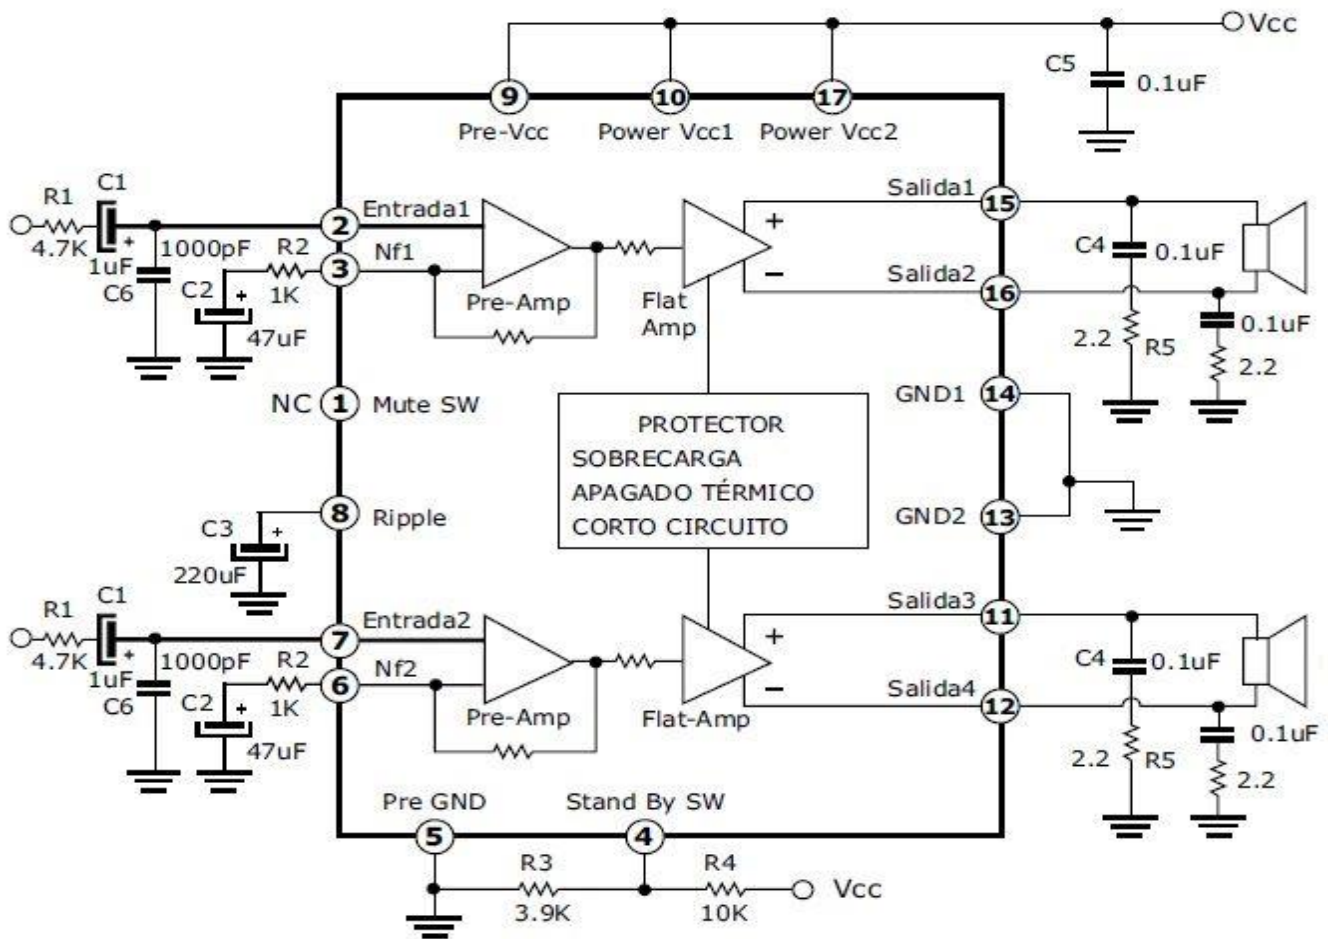 Vcc
C5
0.1uF
9
10
17
Pre-Vcc
Power Vcc1
Power Vcc2
R1
C1
4.7K
1uF
+
1000pF
C6
2
Entrada1
R2
1K
3
Nf1
C2
+
47uF
Pre-Amp
Flat
Amp
+
−
Salida1
15
Salida2
16
C4
0.1uF
2.2
R5
0.1uF
2.2
NC
1
Mute SW
GND1
14
PROTECTOR
SOBRECARGA
APAGADO TÉRMICO
CORTO CIRCUITO
8
Ripple
C3
+
220uF
GND2
13
R1
C1
4.7K
1uF
+
1000pF
C6
7
Entrada2
R2
1K
6
Nf2
C2
+
47uF
Pre-Amp
Flat-Amp
+
−
Salida3
11
Salida4
12
C4
0.1uF
2.2
R5
0.1uF
2.2
Pre GND
Stand By SW
5
4
R3
3.9K
R4
10K
Vcc